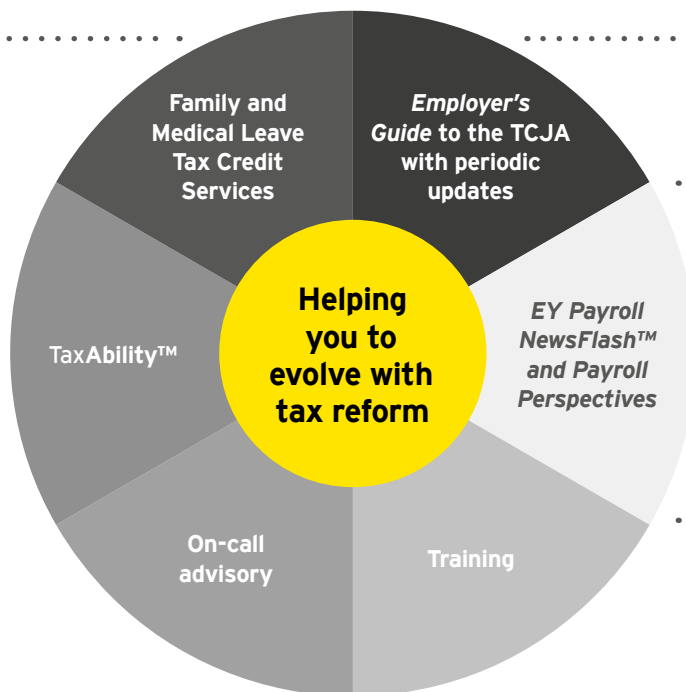 Family and
Medical Leave
Tax Credit
Services
Employer's
Guide to the TCJA
with periodic
updates
EY Payroll
NewsFlash™
and Payroll
Perspectives
Training
On-call
advisory
TaxAbility™
Helping
you to
evolve with
tax reform